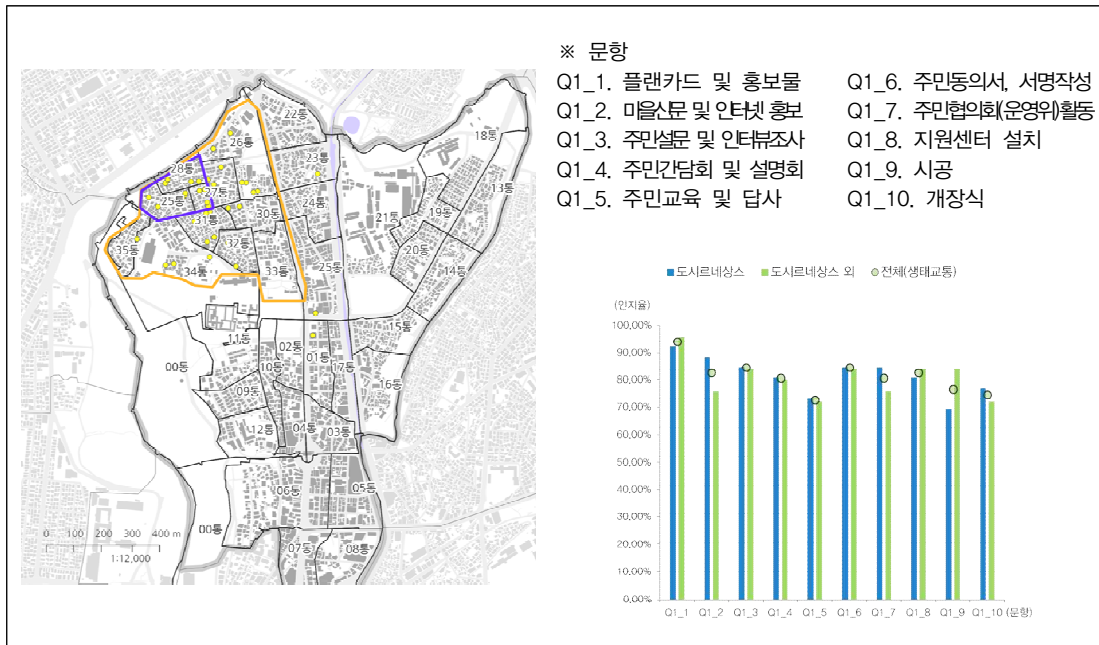 ※ 문항
Q1_1. 플랜카드 및 홍보물
Q1_2. 마을신문 및 인터넷 홍보
Q1_3. 주민설문 및 인터뷰조사
Q1_4. 주민간담회 및 설명회
Q1_5. 주민교육 및 답사
Q1_6. 주민동의서, 서명작성
Q1_7. 주민협의회(운영위)활동
Q1_8. 지원센터 설치
Q1_9. 시공
Q1_10. 개장식
22통
18통
26통
23통
13통
28통
27통
25통
24통
21통
19통
31통
30통
20통
35통
32통
14통
34통
33통
25통
15통
11통
02통
00통
10통
01통
17통
16통
09통
12통
04통
03통
06통
05통
00통
07통
08통
0 100 200 300 400 m
1:12,000
도시르네상스
도시르네상스 외
전체(생태교통)
(인지율)
100,00%
90,00%
80,00%
70,00%
60,00%
50,00%
40,00%
30,00%
20,00%
10,00%
0,00%
Q1_1 Q1_2 Q1_3 Q1_4 Q1_5 Q1_6 Q1_7 Q1_8 Q1_9 Q1_10 (문항)